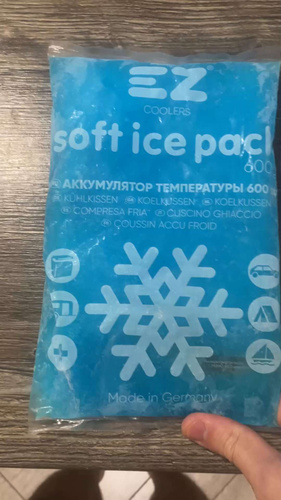 EZ
COOLERS
soft ice pack
600
АККУМУЛЯТОР ТЕМПЕРАТУРЫ 600
KÜHLKISSEN KOELKUSSEN KOELKUSSEN
COMPRESA FRIA CUSCINO GHIACCIO
COUSSIN ACCU FROID
Made in Germany